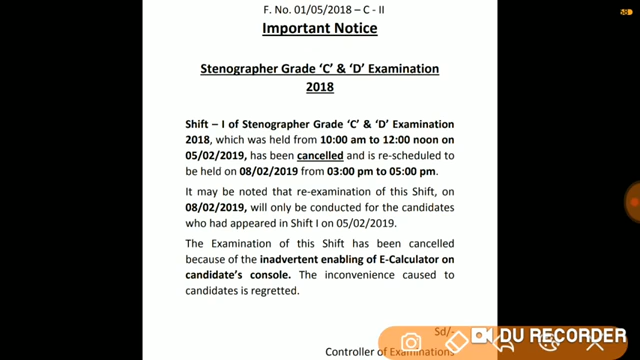 F. No. 01/05/2018 – C - II
Important Notice
Stenographer Grade ‘C’ & ‘D’ Examination
2018
Shift – I of Stenographer Grade ‘C’ & ‘D’ Examination
2018, which was held from 10:00 am to 12:00 noon on
05/02/2019, has been cancelled and is re-scheduled to
be held on 08/02/2019 from 03:00 pm to 05:00 pm.
It may be noted that re-examination of this Shift, on
08/02/2019, will only be conducted for the candidates
who had appeared in Shift I on 05/02/2019.
The Examination of this Shift has been cancelled
because of the inadvertent enabling of E-Calculator on
candidate’s console. The inconvenience caused to
candidates is regretted.
Sd/-
DU RECORDER
Controller of Examinations